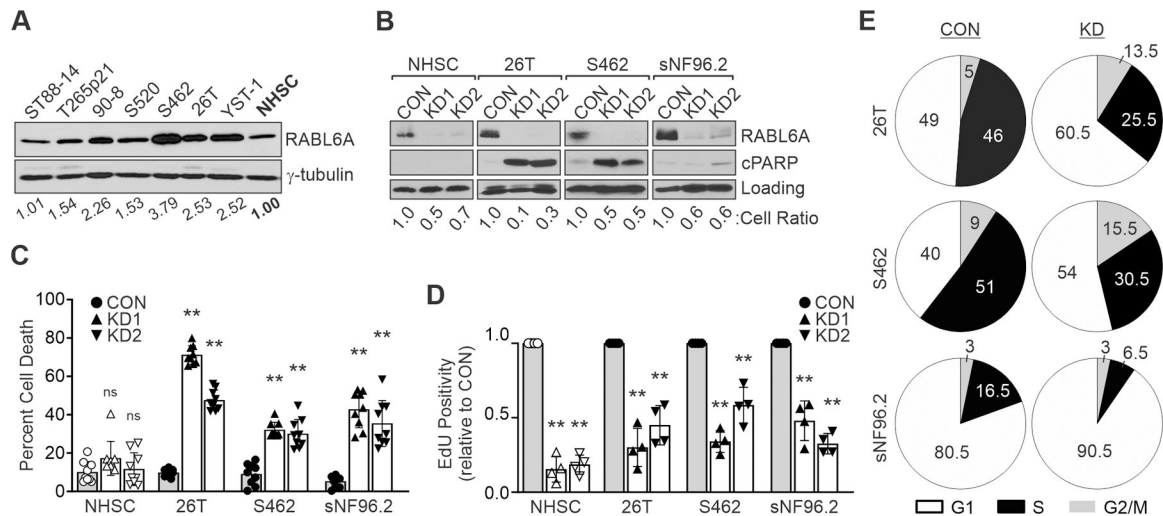 A
ST88-14 T265p21 90-8 S520 S462 26T YST-1 NHSC
RABL6A
γ-tubulin
1.01 1.54 2.26 1.53 3.79 2.53 2.52 1.00
B
NHSC 26T S462 sNF96.2
CON KD1 KD2 CON KD1 KD2 CON KD1 KD2 CON KD1 KD2
RABL6A
cPARP
Loading
1.0 0.5 0.7 1.0 0.1 0.3 1.0 0.5 0.5 1.0 0.6 0.6 :Cell Ratio
C
CON
KD1
KD2
Percent Cell Death
100
80
60
40
20
0
ns ns ** ** ** ** ** **
NHSC 26T S462 sNF96.2
D
CON
KD1
KD2
EdU Positivity
(relative to CON)
1.0
0.5
0.0
** ** ** ** ** ** ** **
NHSC 26T S462 sNF96.2
E
CON KD
26T
49 5 46
60.5 13.5 25.5
S462
40 9 51
54 15.5 30.5
sNF96.2
80.5 3 16.5
90.5 3 6.5
G1 S G2/M